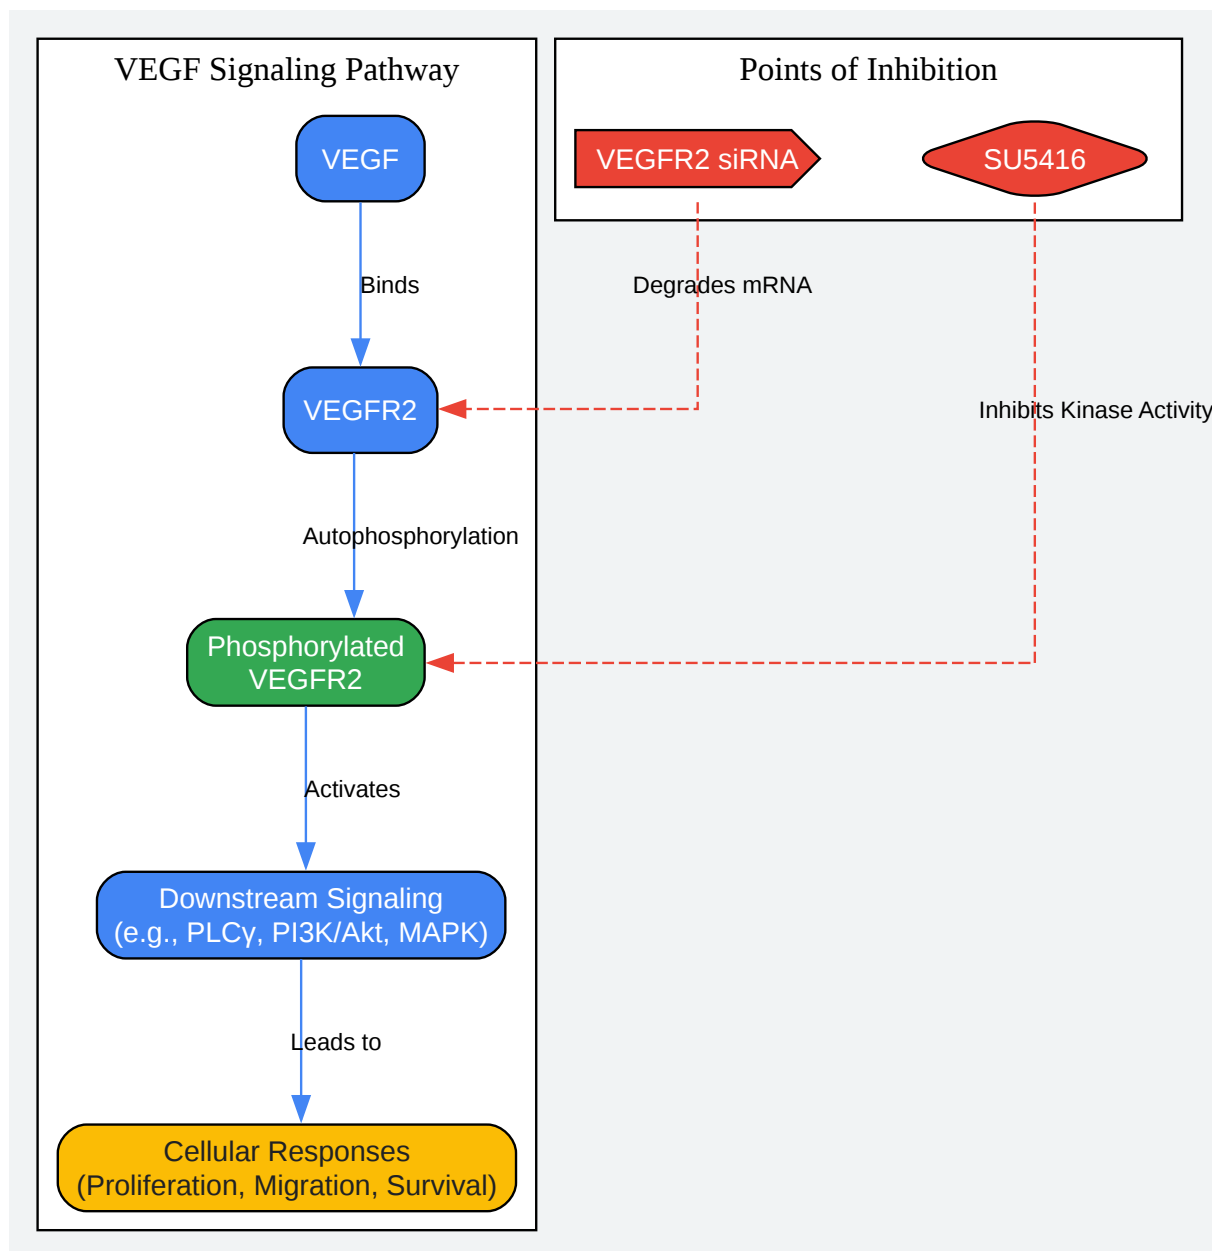 VEGF Signaling Pathway
VEGF
Binds
VEGFR2
Autophosphorylation
Phosphorylated
VEGFR2
Activates
Downstream Signaling
(e.g., PLCγ, PI3K/Akt, MAPK)
Leads to
Cellular Responses
(Proliferation, Migration, Survival)
Points of Inhibition
VEGFR2 siRNA
SU5416
Degrades mRNA
Inhibits Kinase Activity